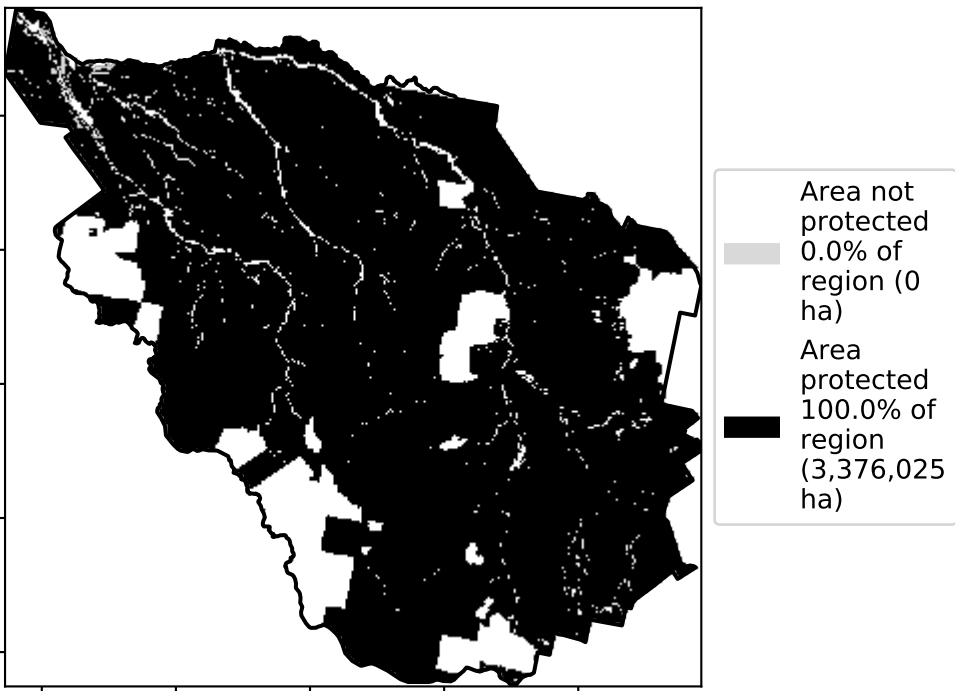 Area not
protected
0.0% of
region (0
ha)
Area
protected
100.0% of
region
(3,376,025
ha)